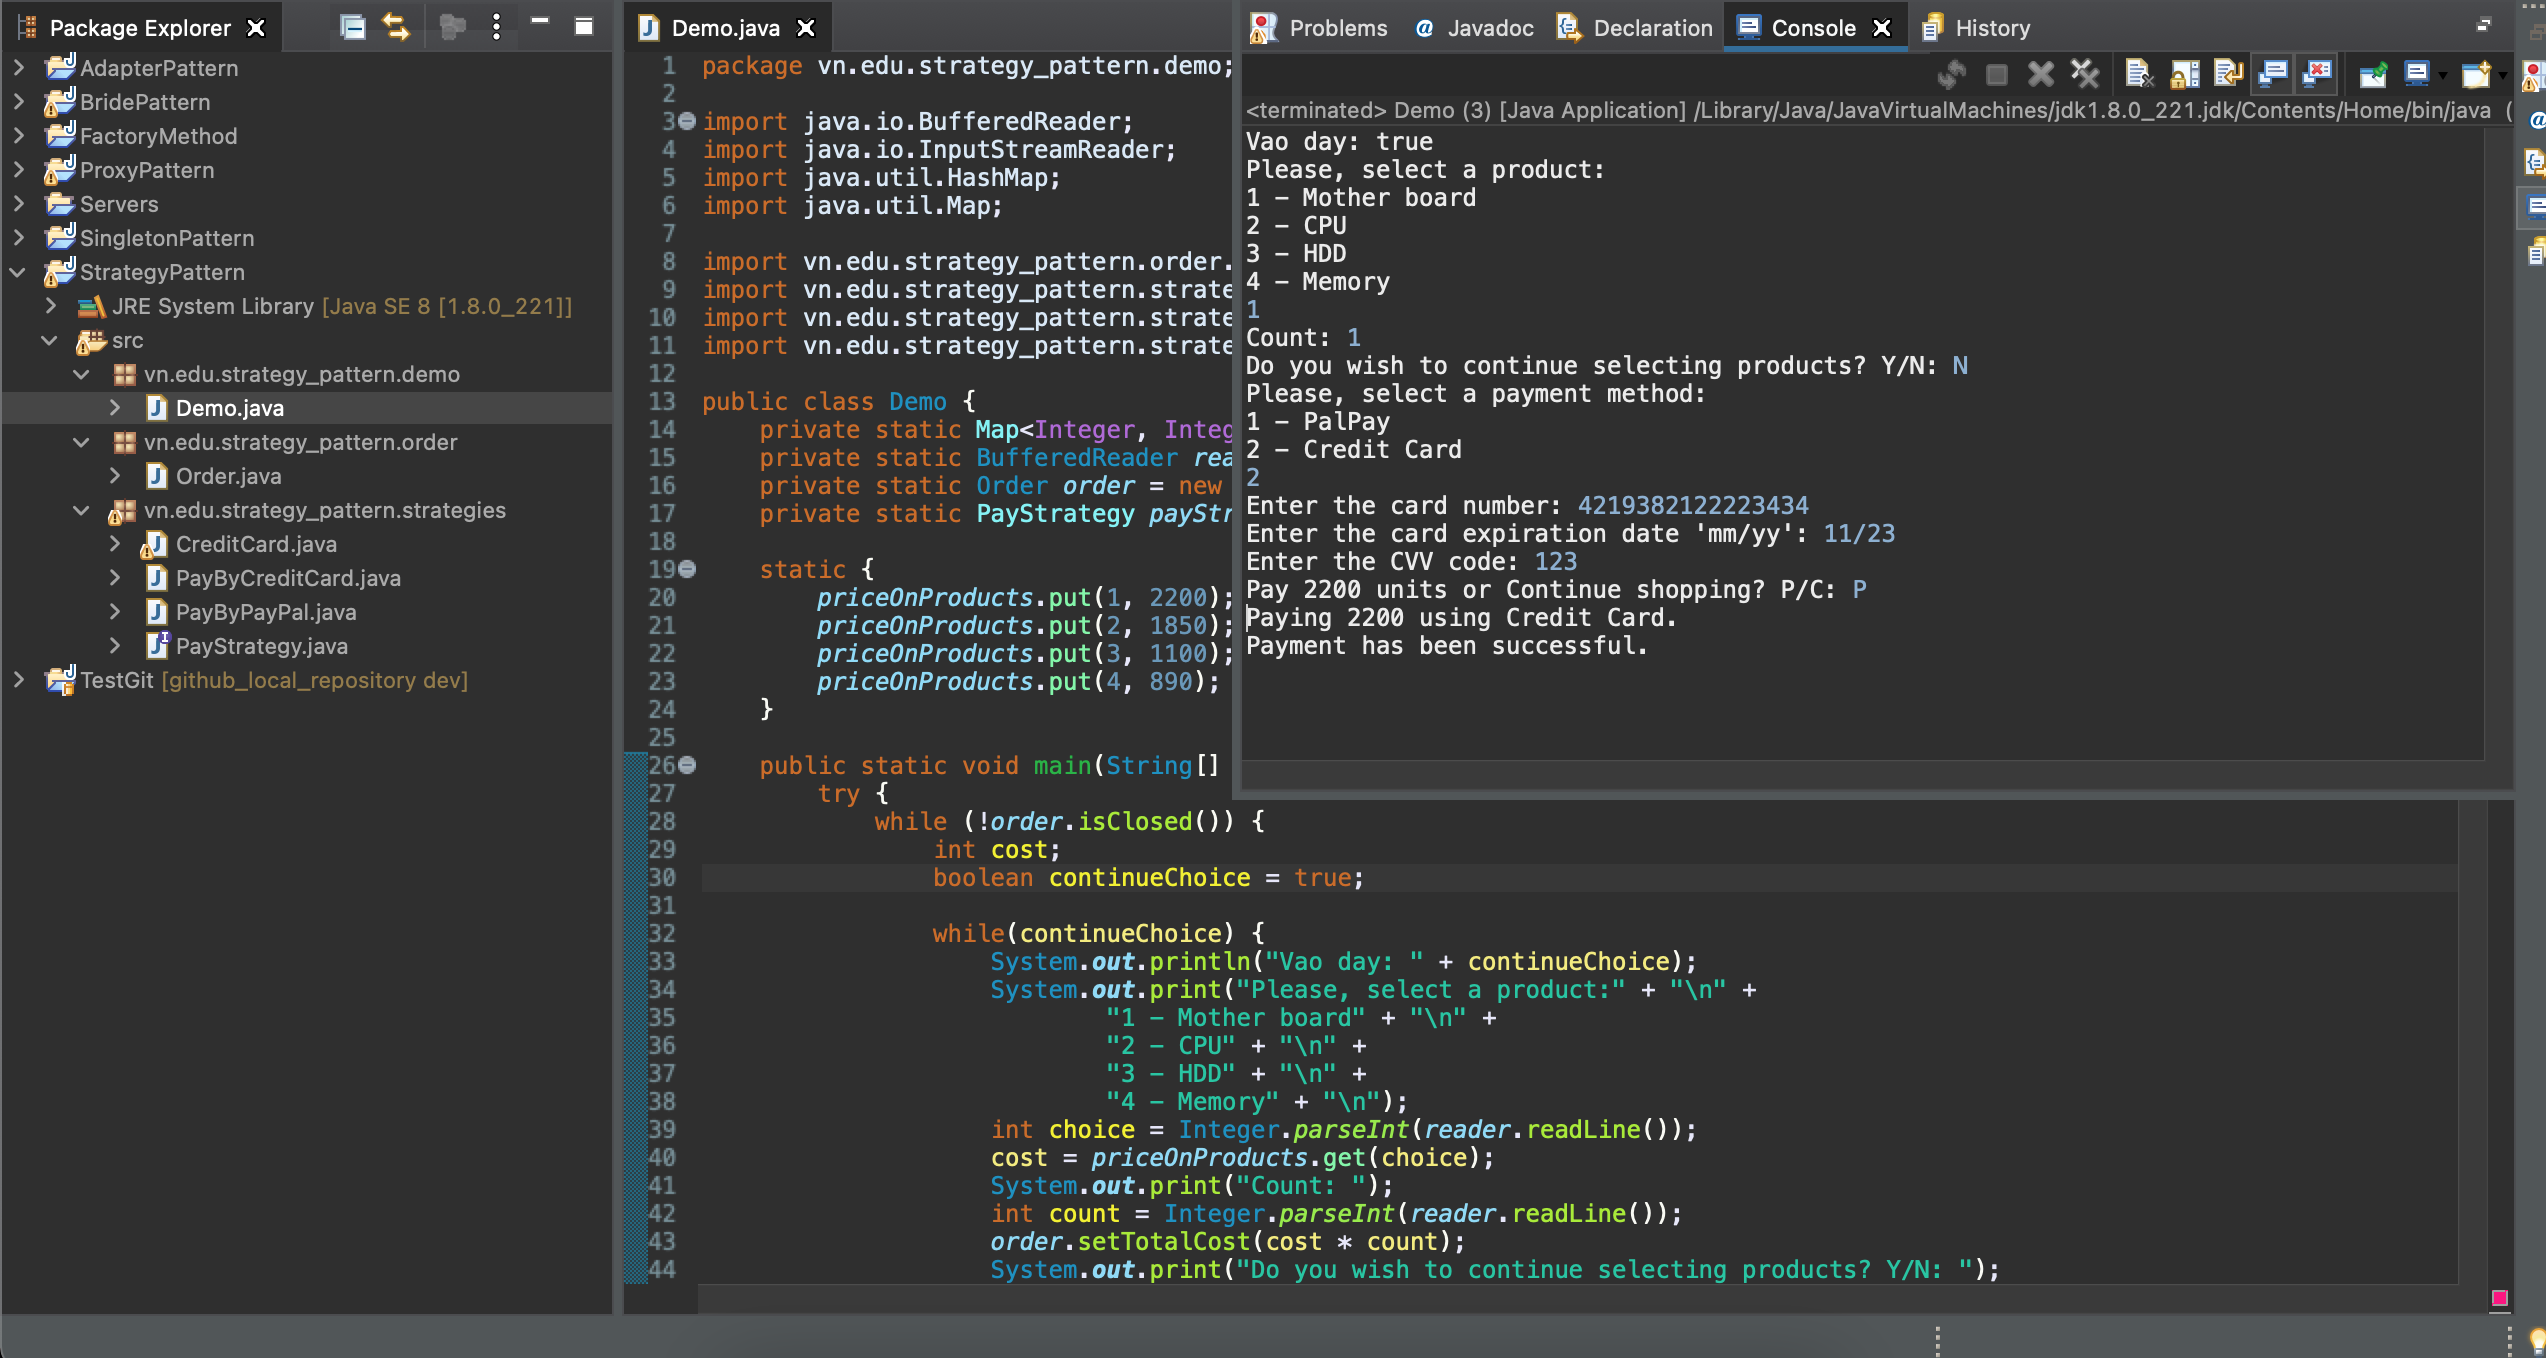 Package Explorer
AdapterPattern
BridePattern
FactoryMethod
ProxyPattern
Servers
SingletonPattern
StrategyPattern
JRE System Library [Java SE 8 [1.8.0_221]]
src
vn.edu.strategy_pattern.demo
Demo.java
vn.edu.strategy_pattern.order
Order.java
vn.edu.strategy_pattern.strategies
CreditCard.java
PayByCreditCard.java
PayByPayPal.java
PayStrategy.java
TestGit [github_local_repository dev]
Demo.java
1 package vn.edu.strategy_pattern.demo;
2
3 import java.io.BufferedReader;
4 import java.io.InputStreamReader;
5 import java.util.HashMap;
6 import java.util.Map;
7
8 import vn.edu.strategy_pattern.order.
9 import vn.edu.strategy_pattern.strate
10 import vn.edu.strategy_pattern.strate
11 import vn.edu.strategy_pattern.strate
12
13 public class Demo {
14 private static Map<Integer, Integ
15 private static BufferedReader rea
16 private static Order order = new
17 private static PayStrategy payStr
18
19 static {
20 priceOnProducts.put(1, 2200);
21 priceOnProducts.put(2, 1850);
22 priceOnProducts.put(3, 1100);
23 priceOnProducts.put(4, 890);
24 }
25
26 public static void main(String[]
27 try {
28 while (!order.isClosed()) {
29 int cost;
30 boolean continueChoice = true;
31
32 while(continueChoice) {
33 System.out.println("Vao day: " + continueChoice);
34 System.out.print("Please, select a product:" + "\n" +
35 "1 - Mother board" + "\n" +
36 "2 - CPU" + "\n" +
37 "3 - HDD" + "\n" +
38 "4 - Memory" + "\n");
39 int choice = Integer.parseInt(reader.readLine());
40 cost = priceOnProducts.get(choice);
41 System.out.print("Count: ");
42 int count = Integer.parseInt(reader.readLine());
43 order.setTotalCost(cost * count);
44 System.out.print("Do you wish to continue selecting products? Y/N: ");
Problems @ Javadoc Declaration Console History
<terminated> Demo (3) [Java Application] /Library/Java/JavaVirtualMachines/jdk1.8.0_221.jdk/Contents/Home/bin/java (
Vao day: true
Please, select a product:
1 - Mother board
2 - CPU
3 - HDD
4 - Memory
1
Count: 1
Do you wish to continue selecting products? Y/N: N
Please, select a payment method:
1 - PalPay
2 - Credit Card
2
Enter the card number: 4219382122223434
Enter the card expiration date 'mm/yy': 11/23
Enter the CVV code: 123
Pay 2200 units or Continue shopping? P/C: P
Paying 2200 using Credit Card.
Payment has been successful.